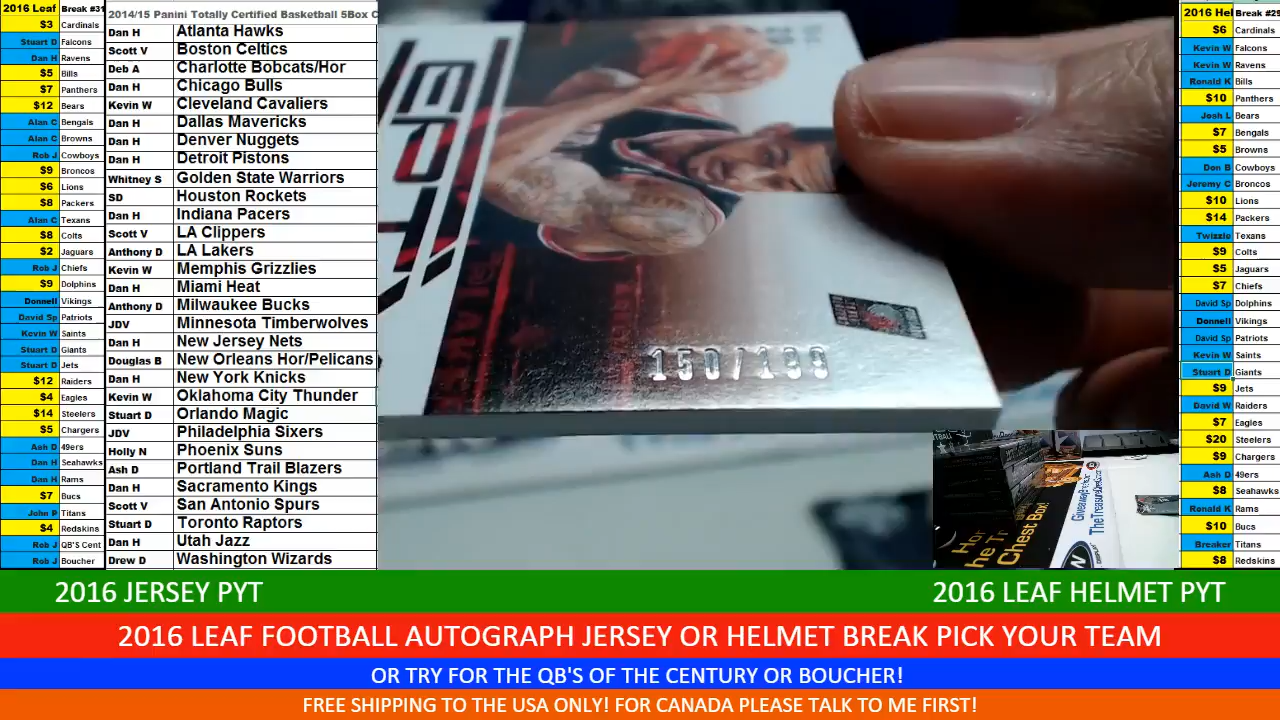 2016 Leaf Break #31
$3 Cardinals
Stuart D Falcons
Dan H Ravens
$5 Bills
$7 Panthers
$12 Bears
Alan C Bengals
Alan C Browns
Rob J Cowboys
$9 Broncos
$6 Lions
$8 Packers
Alan C Texans
$8 Colts
$2 Jaguars
Rob J Chiefs
$9 Dolphins
Donnell Vikings
David Sp Patriots
Kevin W Saints
Stuart D Giants
Stuart D Jets
$12 Raiders
$4 Eagles
$14 Steelers
$5 Chargers
Ash D 49ers
Dan H Seahawks
Dan H Rams
$7 Bucs
John P Titans
$4 Redskins
Rob J QB'S Cent
Rob J Boucher
2014/15 Panini Totally Certified Basketball 5Box C
Dan H Atlanta Hawks
Scott V Boston Celtics
Deb A Charlotte Bobcats/Hor
Dan H Chicago Bulls
Kevin W Cleveland Cavaliers
Dan H Dallas Mavericks
Dan H Denver Nuggets
Dan H Detroit Pistons
Whitney S Golden State Warriors
SD Houston Rockets
Dan H Indiana Pacers
Scott V LA Clippers
Anthony D LA Lakers
Kevin W Memphis Grizzlies
Dan H Miami Heat
Anthony D Milwaukee Bucks
JDV Minnesota Timberwolves
Dan H New Jersey Nets
Douglas B New Orleans Hor/Pelicans
Dan H New York Knicks
Kevin W Oklahoma City Thunder
Stuart D Orlando Magic
JDV Philadelphia Sixers
Holly N Phoenix Suns
Ash D Portland Trail Blazers
Dan H Sacramento Kings
Scott V San Antonio Spurs
Stuart D Toronto Raptors
Dan H Utah Jazz
Drew D Washington Wizards
150/199
Chest Box!
Giveaways
2016 Hel Break #29
$6 Cardinals
Kevin W Falcons
Kevin W Ravens
Ronald K Bills
$10 Panthers
Josh L Bears
$7 Bengals
$5 Browns
Don B Cowboys
Jeremy C Broncos
$10 Lions
$14 Packers
Twizzle Texans
$9 Colts
$5 Jaguars
$7 Chiefs
David Sp Dolphins
Donnell Vikings
David Sp Patriots
Kevin W Saints
Stuart D Giants
$9 Jets
David W Raiders
$7 Eagles
$20 Steelers
$9 Chargers
Ash D 49ers
$8 Seahawks
Ronald K Rams
$10 Bucs
Breaker Titans
$8 Redskins
2016 JERSEY PYT
2016 LEAF HELMET PYT
2016 LEAF FOOTBALL AUTOGRAPH JERSEY OR HELMET BREAK PICK YOUR TEAM
OR TRY FOR THE QB'S OF THE CENTURY OR BOUCHER!
FREE SHIPPING TO THE USA ONLY! FOR CANADA PLEASE TALK TO ME FIRST!